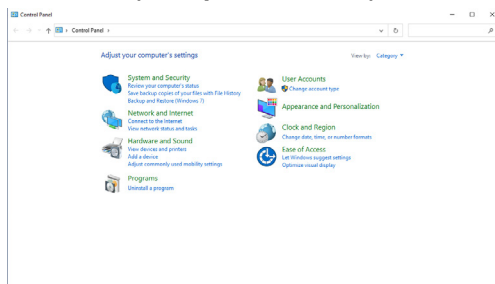 Control Panel
Control Panel
Adjust your computer's settings
View by: Category
System and Security
Review your computer's status
Save backup copies of your files with File History
Backup and Restore (Windows 7)
Network and Internet
Connect to the Internet
View network status and tasks
Hardware and Sound
View devices and printers
Add a device
Adjust commonly used mobility settings
Programs
Uninstall a program
User Accounts
Change account type
Appearance and Personalization
Clock and Region
Change date, time, or number formats
Ease of Access
Let Windows suggest settings
Optimize visual display